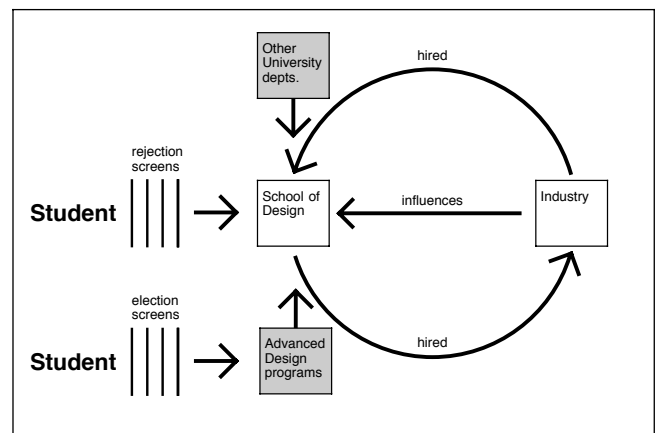 Other
University
depts.
hired
rejection
screens
Student
School of
Design
influences
Industry
election
screens
Student
Advanced
Design
programs
hired